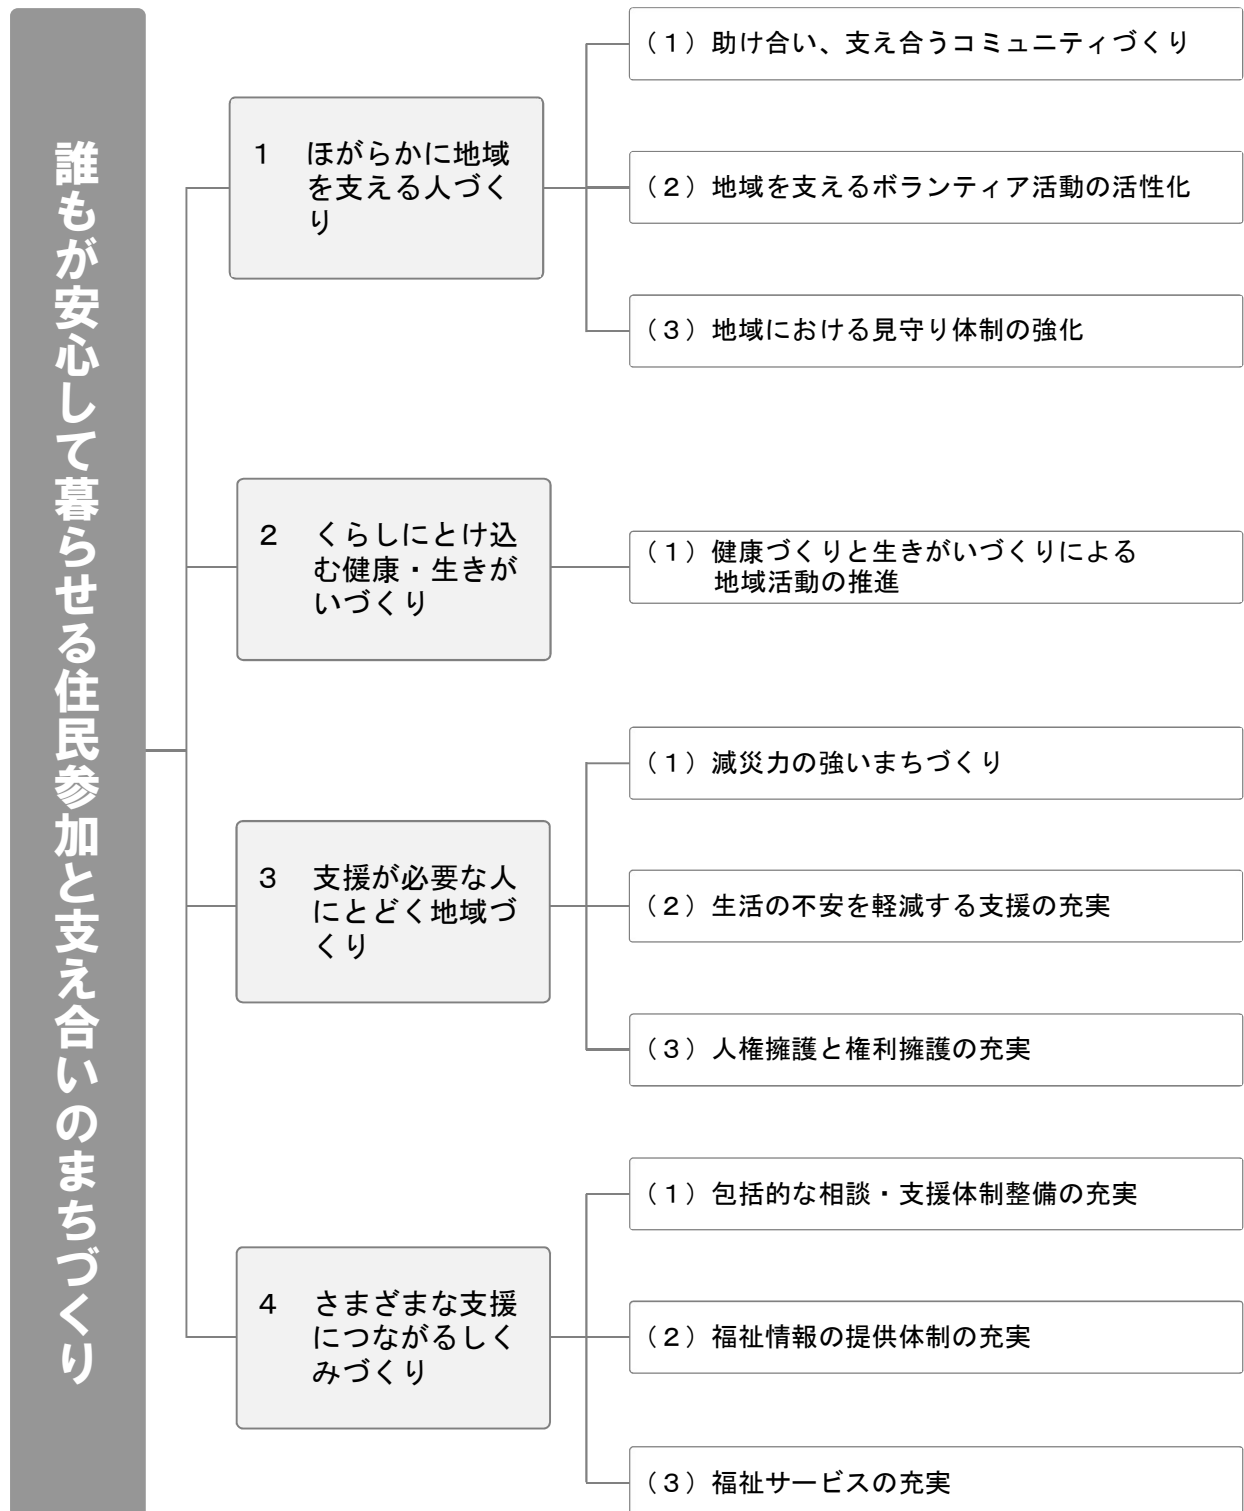 誰もが安心して暮らせる住民参加と支え合いのまちづくり
１　ほがらかに地域
を支える人づく
り
（１）助け合い、支え合うコミュニティづくり
（２）地域を支えるボランティア活動の活性化
（３）地域における見守り体制の強化
２　くらしにとけ込
む健康・生きが
いづくり
（１）健康づくりと生きがいづくりによる
地域活動の推進
３　支援が必要な人
にとどく地域づ
くり
（１）減災力の強いまちづくり
（２）生活の不安を軽減する支援の充実
（３）人権擁護と権利擁護の充実
４　さまざまな支援
につながるしく
みづくり
（１）包括的な相談・支援体制整備の充実
（２）福祉情報の提供体制の充実
（３）福祉サービスの充実